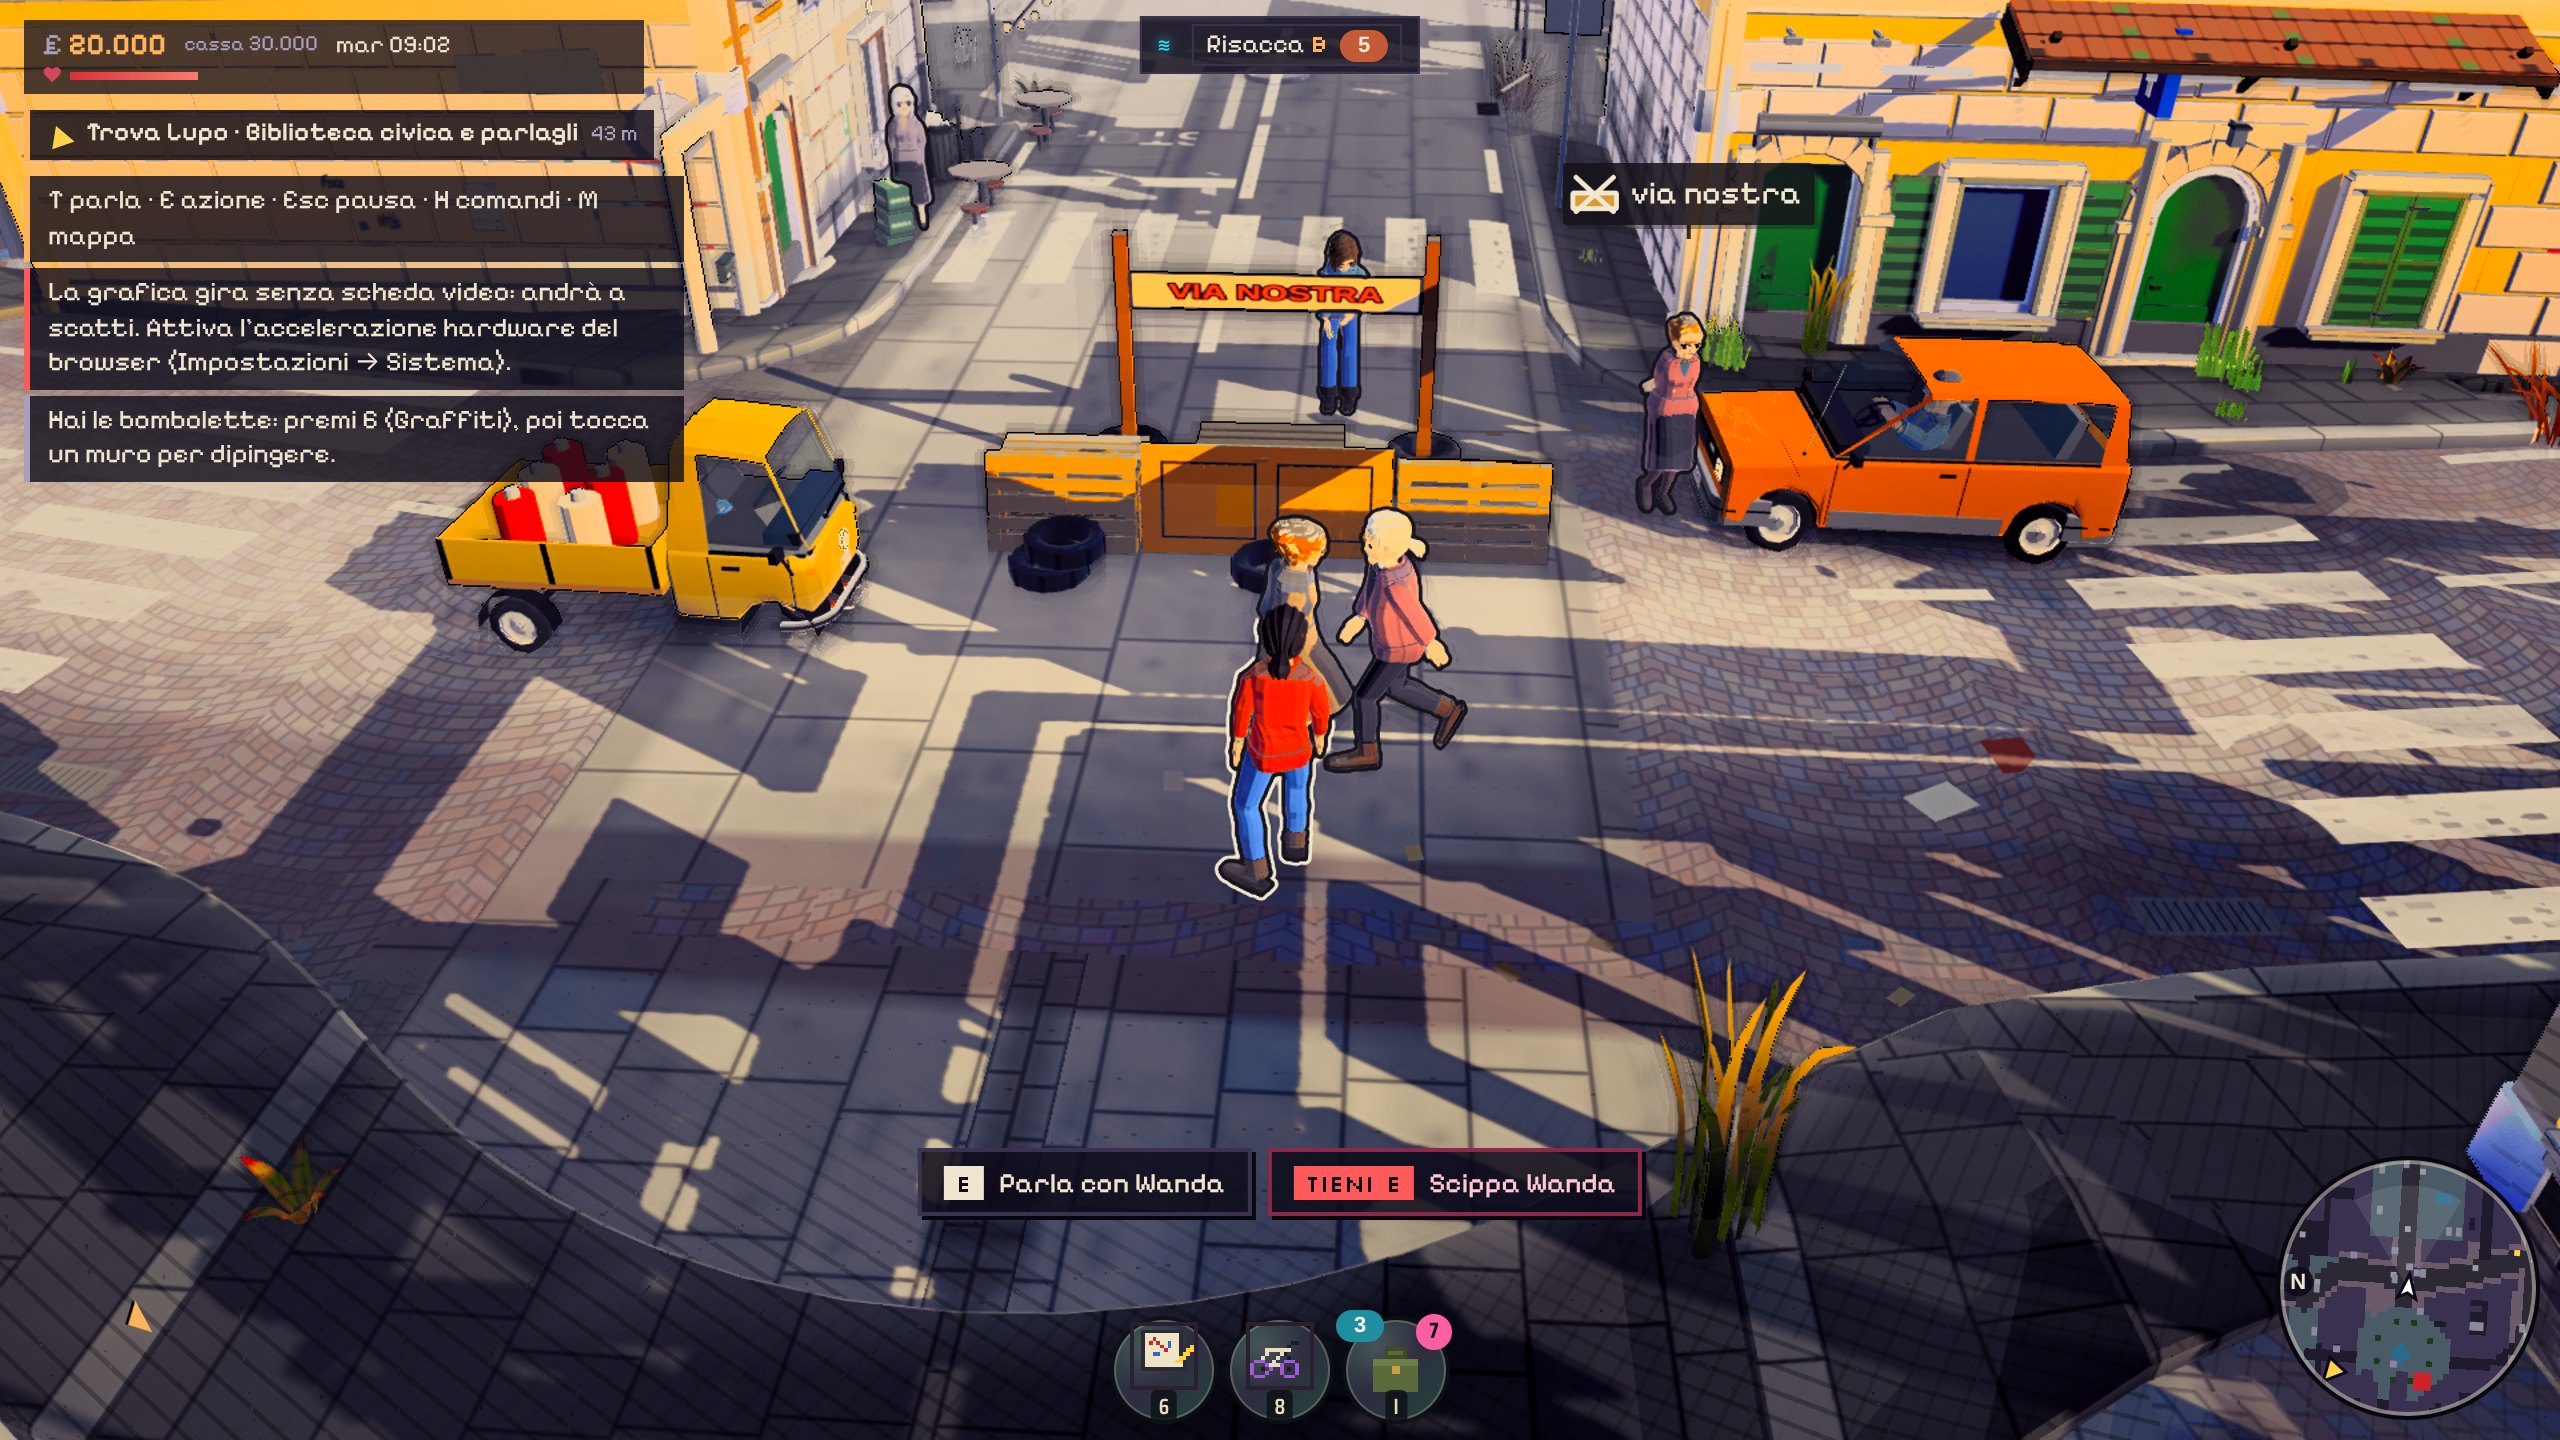 £ 20.000 cassa 30.000 mar 09:02
Risacca B 5
Trova Lupo · Biblioteca civica e parlagli 43 m
T parla · E azione · Esc pausa · H comandi · M
mappa
La grafica gira senza scheda video: andrà a
scatti. Attiva l'accelerazione hardware del
browser (Impostazioni → Sistema).
Hai le bombolette: premi 6 (Graffiti), poi tocca
un muro per dipingere.
via nostra
VIA NOSTRA
E Parla con Wanda
TIENI E Scippa Wanda
N
3 7
6 8 I